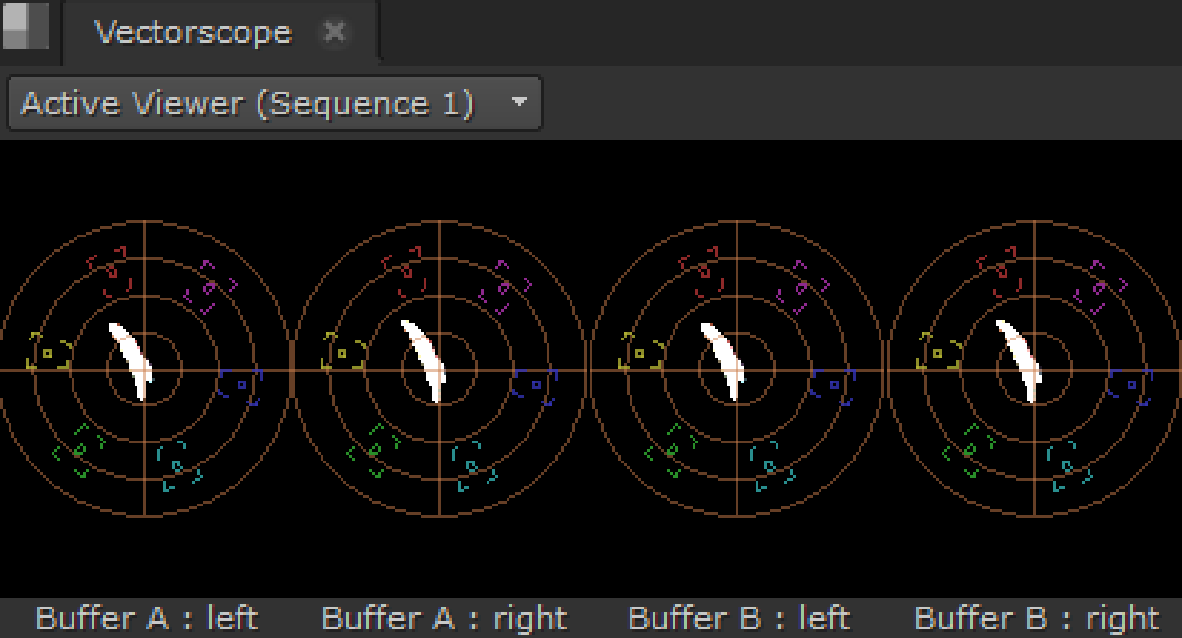 Vectorscope
Active Viewer (Sequence 1)
Buffer A : left
Buffer A : right
Buffer B : left
Buffer B : right